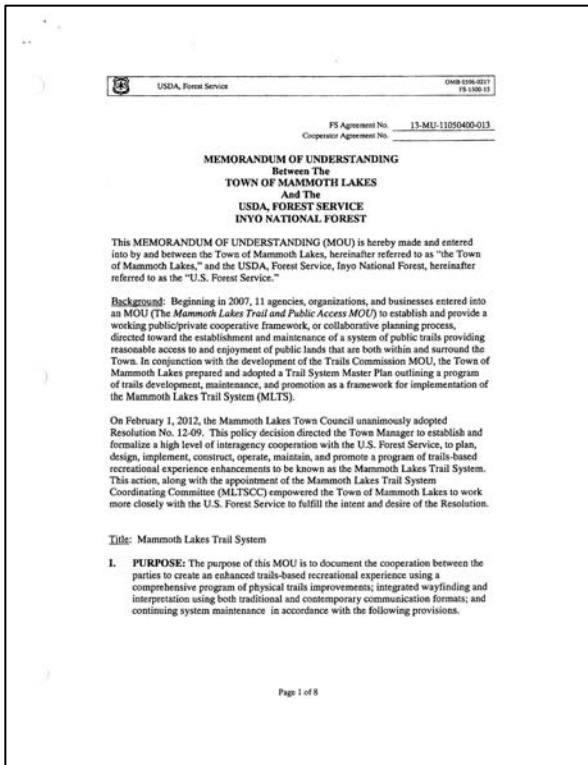 USDA, Forest Service
OMB 0596-0217
FS-1500-15
FS Agreement No. 13-MU-11050400-013
Cooperator Agreement No.
MEMORANDUM OF UNDERSTANDING
Between The
TOWN OF MAMMOTH LAKES
And The
USDA, FOREST SERVICE
INYO NATIONAL FOREST
This MEMORANDUM OF UNDERSTANDING (MOU) is hereby made and entered
into by and between the Town of Mammoth Lakes, hereinafter referred to as “the Town
of Mammoth Lakes,” and the USDA, Forest Service, Inyo National Forest, hereinafter
referred to as the “U.S. Forest Service.”
Background: Beginning in 2007, 11 agencies, organizations, and businesses entered into
an MOU (The Mammoth Lakes Trail and Public Access MOU) to establish and provide a
working public/private cooperative framework, or collaborative planning process,
directed toward the establishment and maintenance of a system of public trails providing
reasonable access to and enjoyment of public lands that are both within and surround the
Town. In conjunction with the development of the Trails Commission MOU, the Town of
Mammoth Lakes prepared and adopted a Trail System Master Plan outlining a program
of trails development, maintenance, and promotion as a framework for implementation of
the Mammoth Lakes Trail System (MLTS).
On February 1, 2012, the Mammoth Lakes Town Council unanimously adopted
Resolution No. 12-09. This policy decision directed the Town Manager to establish and
formalize a high level of interagency cooperation with the U.S. Forest Service, to plan,
design, implement, construct, operate, maintain, and promote a program of trails-based
recreational experience enhancements to be known as the Mammoth Lakes Trail System.
This action, along with the appointment of the Mammoth Lakes Trail System
Coordinating Committee (MLTSCC) empowered the Town of Mammoth Lakes to work
more closely with the U.S. Forest Service to fulfill the intent and desire of the Resolution.
Title: Mammoth Lakes Trail System
I. PURPOSE: The purpose of this MOU is to document the cooperation between the
parties to create an enhanced trails-based recreational experience using a
comprehensive program of physical trails improvements; integrated wayfinding and
interpretation using both traditional and contemporary communication formats; and
continuing system maintenance in accordance with the following provisions.
Page 1 of 8